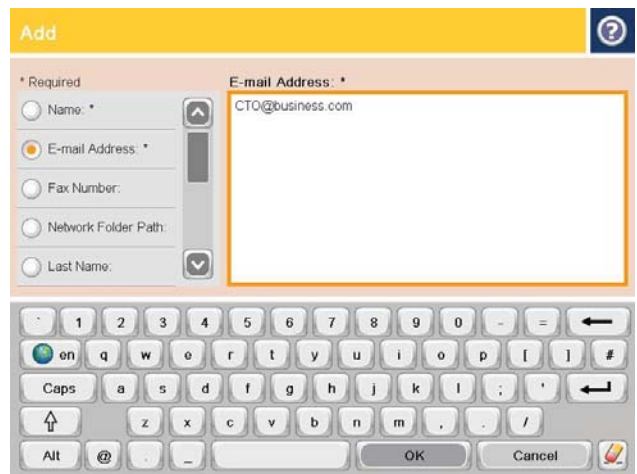 Add
?
* Required
E-mail Address: *
Name: *
CTO@business.com
E-mail Address: *
Fax Number:
Network Folder Path:
Last Name:
` 1 2 3 4 5 6 7 8 9 0 - =
en q w e r t y u i o p [ ] #
Caps a s d f g h j k l ; '
z x c v b n m , . /
Alt @ . _ OK Cancel